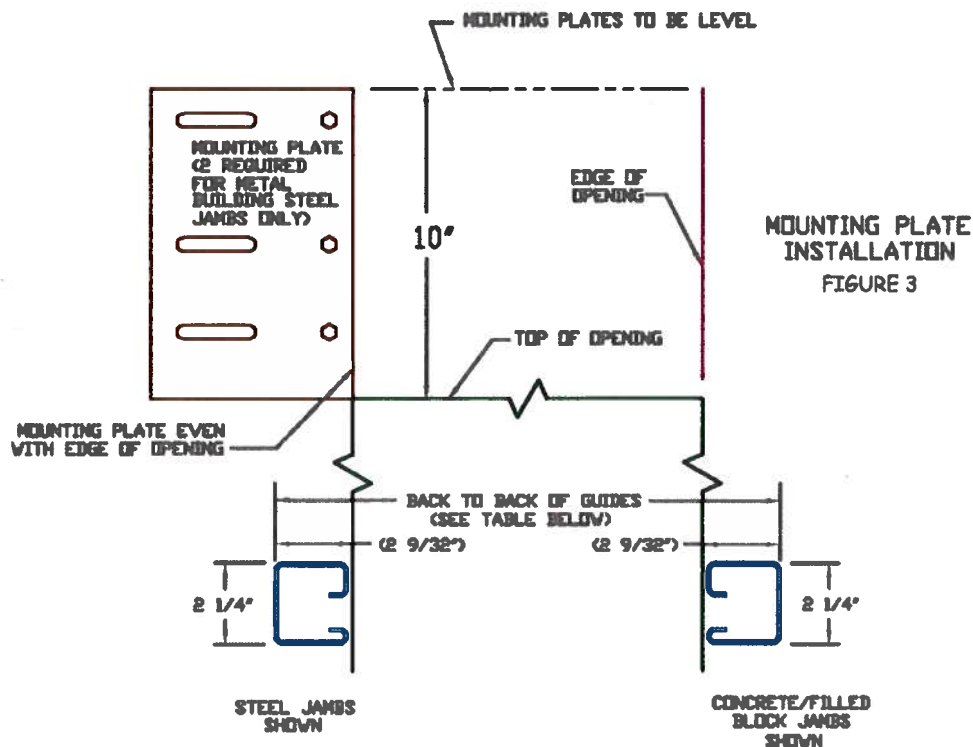 MOUNTING PLATES TO BE LEVEL
MOUNTING PLATE
(2 REQUIRED
FOR METAL
BUILDING STEEL
JAMBS ONLY)
10"
EDGE OF
OPENING
MOUNTING PLATE
INSTALLATION
FIGURE 3
TOP OF OPENING
MOUNTING PLATE EVEN
WITH EDGE OF OPENING
BACK TO BACK OF GUIDES
(SEE TABLE BELOW)
(2 9/32")
(2 9/32")
2 1/4"
2 1/4"
STEEL JAMBS
SHOWN
CONCRETE/FILLED
BLOCK JAMBS
SHOWN